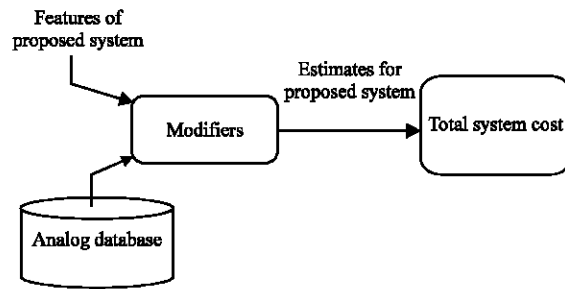 Features of
proposed system
Estimates for
proposed system
Modifiers
Total system cost
Analog database